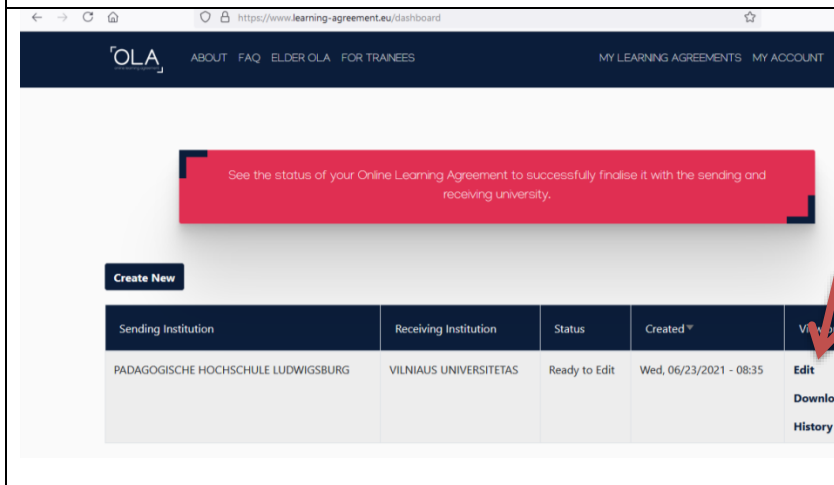 https://www.learning-agreement.eu/dashboard
OLA ABOUT FAQ ELDER OLA FOR TRAINEES MY LEARNING AGREEMENTS MY ACCOUNT
See the status of your Online Learning Agreement to successfully finalise it with the sending and
receiving university.
Create New
Sending Institution Receiving Institution Status Created
PADAGOGISCHE HOCHSCHULE LUDWIGSBURG VILNIAUS UNIVERSITETAS Ready to Edit Wed, 06/23/2021 - 08:35 Edit
Downlo
History